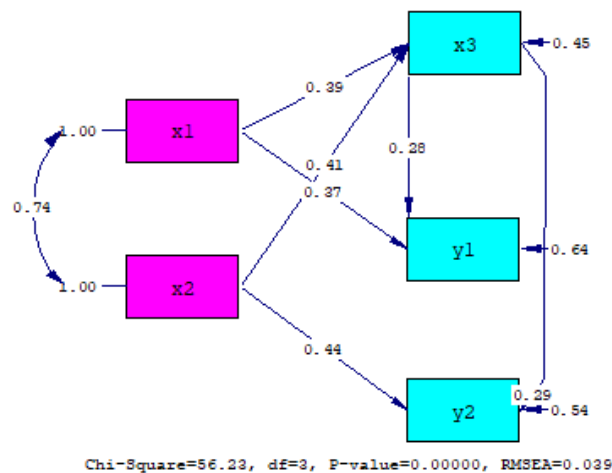 x3
0.45
0.39
1.00
x1
0.28
0.41
0.37
0.74
y1
0.64
1.00
x2
0.44
0.29
y2
0.54
Chi-Square=56.23, df=3, P-value=0.00000, RMSEA=0.039